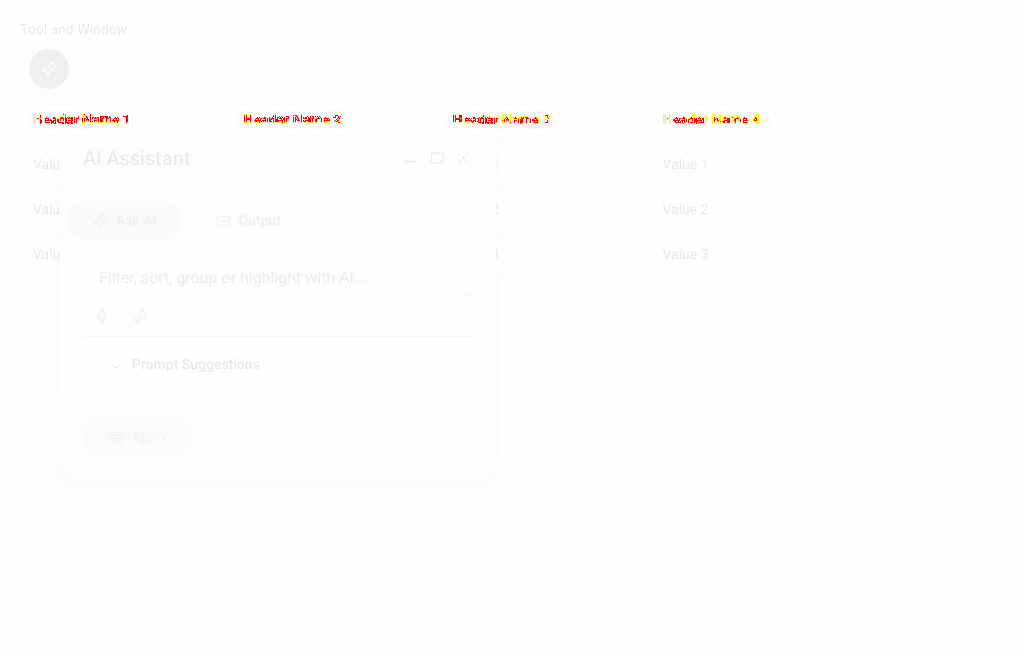 Tool and Window
Header Name 1 Header Name 2 Header Name 3 Header Name 4
AI Assistant
Value 1
Ask AI Output
Value 2
Value 3
Filter, sort, group or highlight with AI...
Prompt Suggestions
Apply